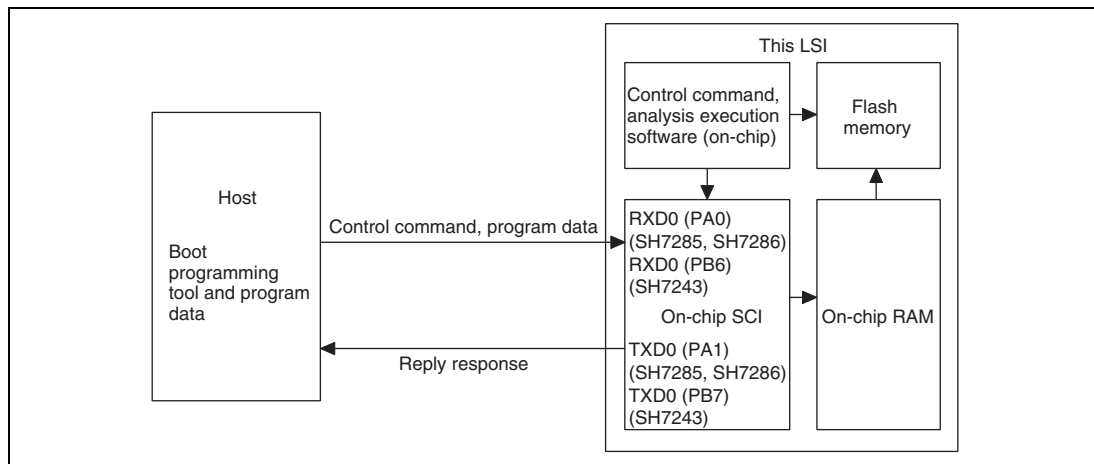 This LSI
Control command,
analysis execution
software (on-chip)
Flash
memory
Host
Boot
programming
tool and program
data
Control command, program data
RXD0 (PA0)
(SH7285, SH7286)
RXD0 (PB6)
(SH7243)
On-chip SCI
On-chip RAM
TXD0 (PA1)
(SH7285, SH7286)
TXD0 (PB7)
(SH7243)
Reply response